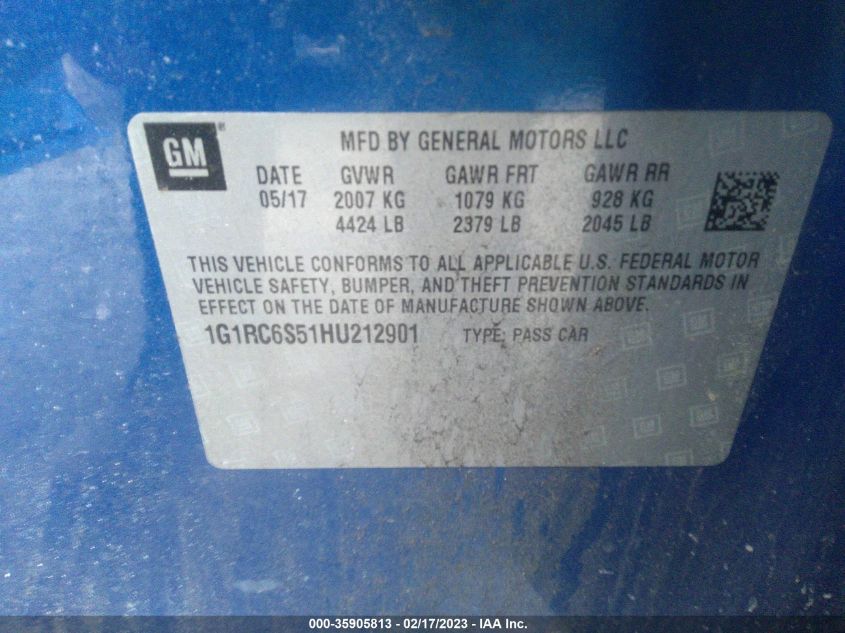 GM
MFD BY GENERAL MOTORS LLC
DATE GVWR GAWR FRT GAWR RR
05/17 2007 KG 1079 KG 928 KG
4424 LB 2379 LB 2045 LB
THIS VEHICLE CONFORMS TO ALL APPLICABLE U.S. FEDERAL MOTOR
VEHICLE SAFETY, BUMPER, AND THEFT PREVENTION STANDARDS IN
EFFECT ON THE DATE OF MANUFACTURE SHOWN ABOVE.
1G1RC6S51HU212901 TYPE: PASS CAR
000-35905813 - 02/17/2023 - IAA Inc.